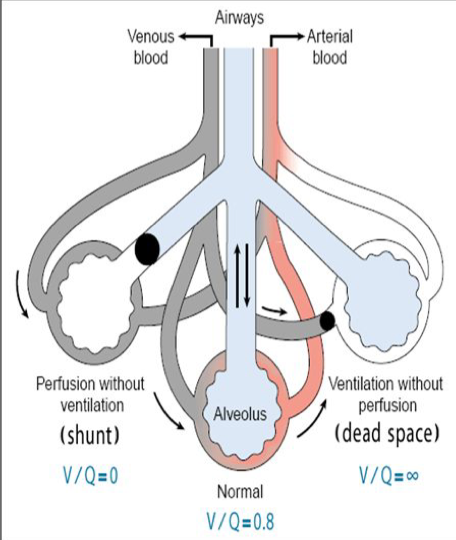 Airways
Venous
blood
Arterial
blood
Perfusion without
ventilation
(shunt)
V/Q=0
Alveolus
Normal
V/Q=0.8
Ventilation without
perfusion
(dead space)
V/Q=∞